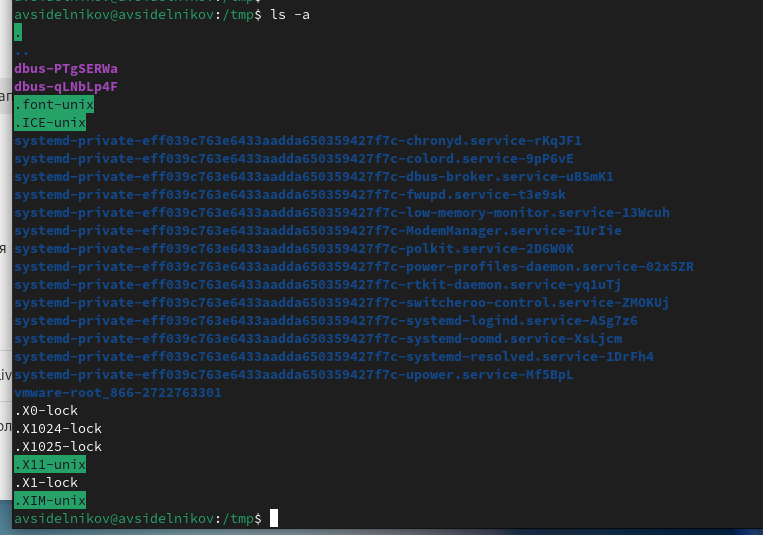 avsidelnikov@avsidelnikov:/tmp$ ls -a
.
..
dbus-PTgSERWa
dbus-qLNbLp4F
.font-unix
.ICE-unix
systemd-private-eff039c763e6433aadda650359427f7c-chronyd.service-rKqJF1
systemd-private-eff039c763e6433aadda650359427f7c-colord.service-9pP6vE
systemd-private-eff039c763e6433aadda650359427f7c-dbus-broker.service-uBSmK1
systemd-private-eff039c763e6433aadda650359427f7c-fwupd.service-t3e9sk
systemd-private-eff039c763e6433aadda650359427f7c-low-memory-monitor.service-13Wcuh
systemd-private-eff039c763e6433aadda650359427f7c-ModemManager.service-IUrIie
systemd-private-eff039c763e6433aadda650359427f7c-polkit.service-2D6W0K
systemd-private-eff039c763e6433aadda650359427f7c-power-profiles-daemon.service-02x5ZR
systemd-private-eff039c763e6433aadda650359427f7c-rtkit-daemon.service-yq1uTj
systemd-private-eff039c763e6433aadda650359427f7c-switcheroo-control.service-ZMOKUj
systemd-private-eff039c763e6433aadda650359427f7c-systemd-logind.service-ASg7z6
systemd-private-eff039c763e6433aadda650359427f7c-systemd-oomd.service-XsLjcm
systemd-private-eff039c763e6433aadda650359427f7c-systemd-resolved.service-1DrFh4
systemd-private-eff039c763e6433aadda650359427f7c-upower.service-Mf5BpL
vmware-root_866-2722763301
.X0-lock
.X1024-lock
.X1025-lock
.X11-unix
.X1-lock
.XIM-unix
avsidelnikov@avsidelnikov:/tmp$